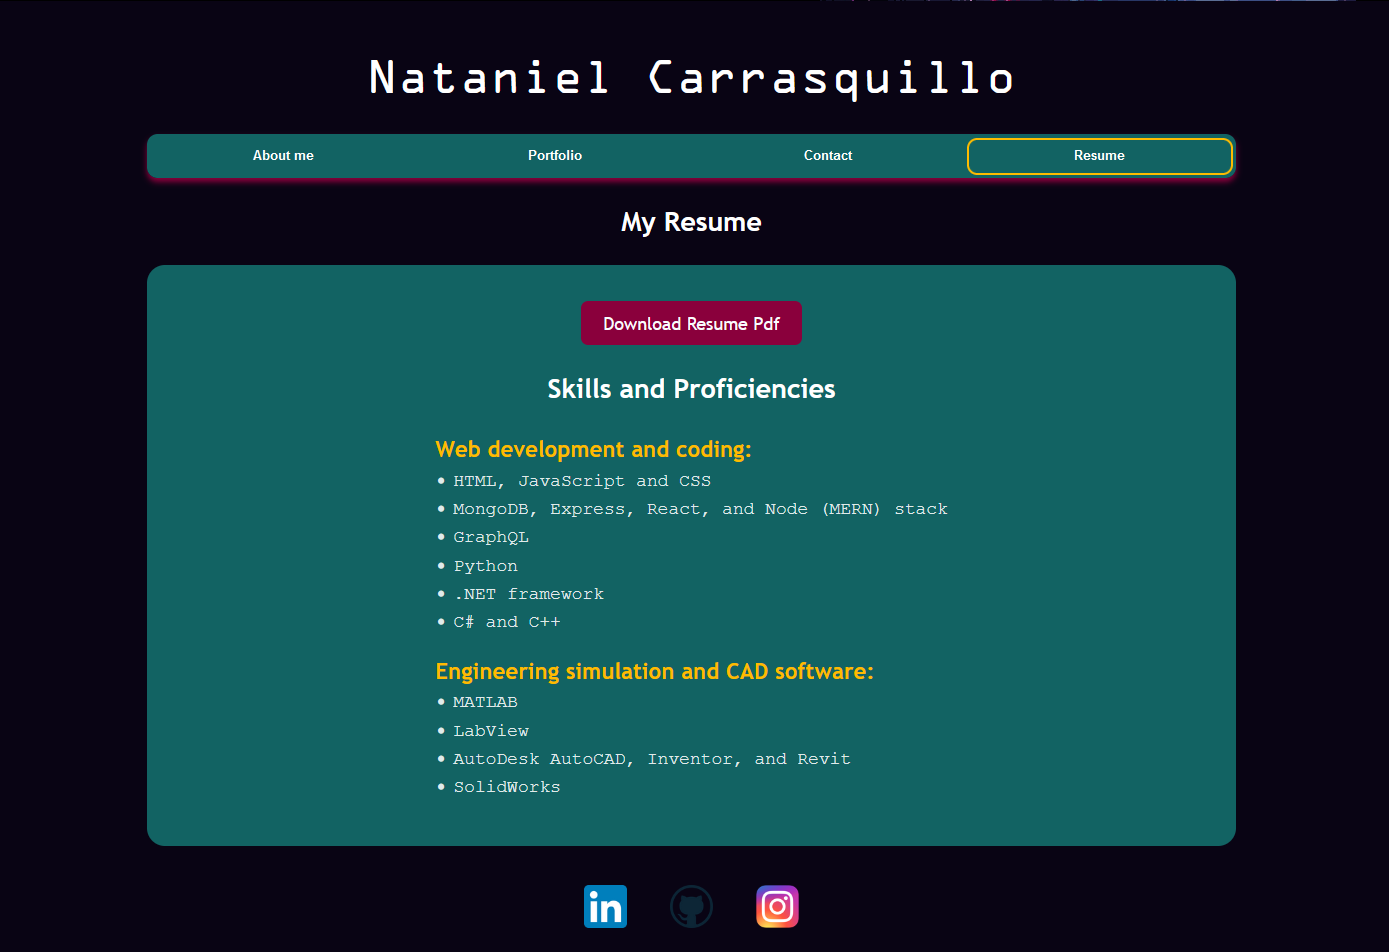 Nataniel Carrasquillo
About me Portfolio Contact Resume
My Resume
Download Resume Pdf
Skills and Proficiencies
Web development and coding:
• HTML, JavaScript and CSS
• MongoDB, Express, React, and Node (MERN) stack
• GraphQL
• Python
• .NET framework
• C# and C++
Engineering simulation and CAD software:
• MATLAB
• LabView
• AutoDesk AutoCAD, Inventor, and Revit
• SolidWorks
in